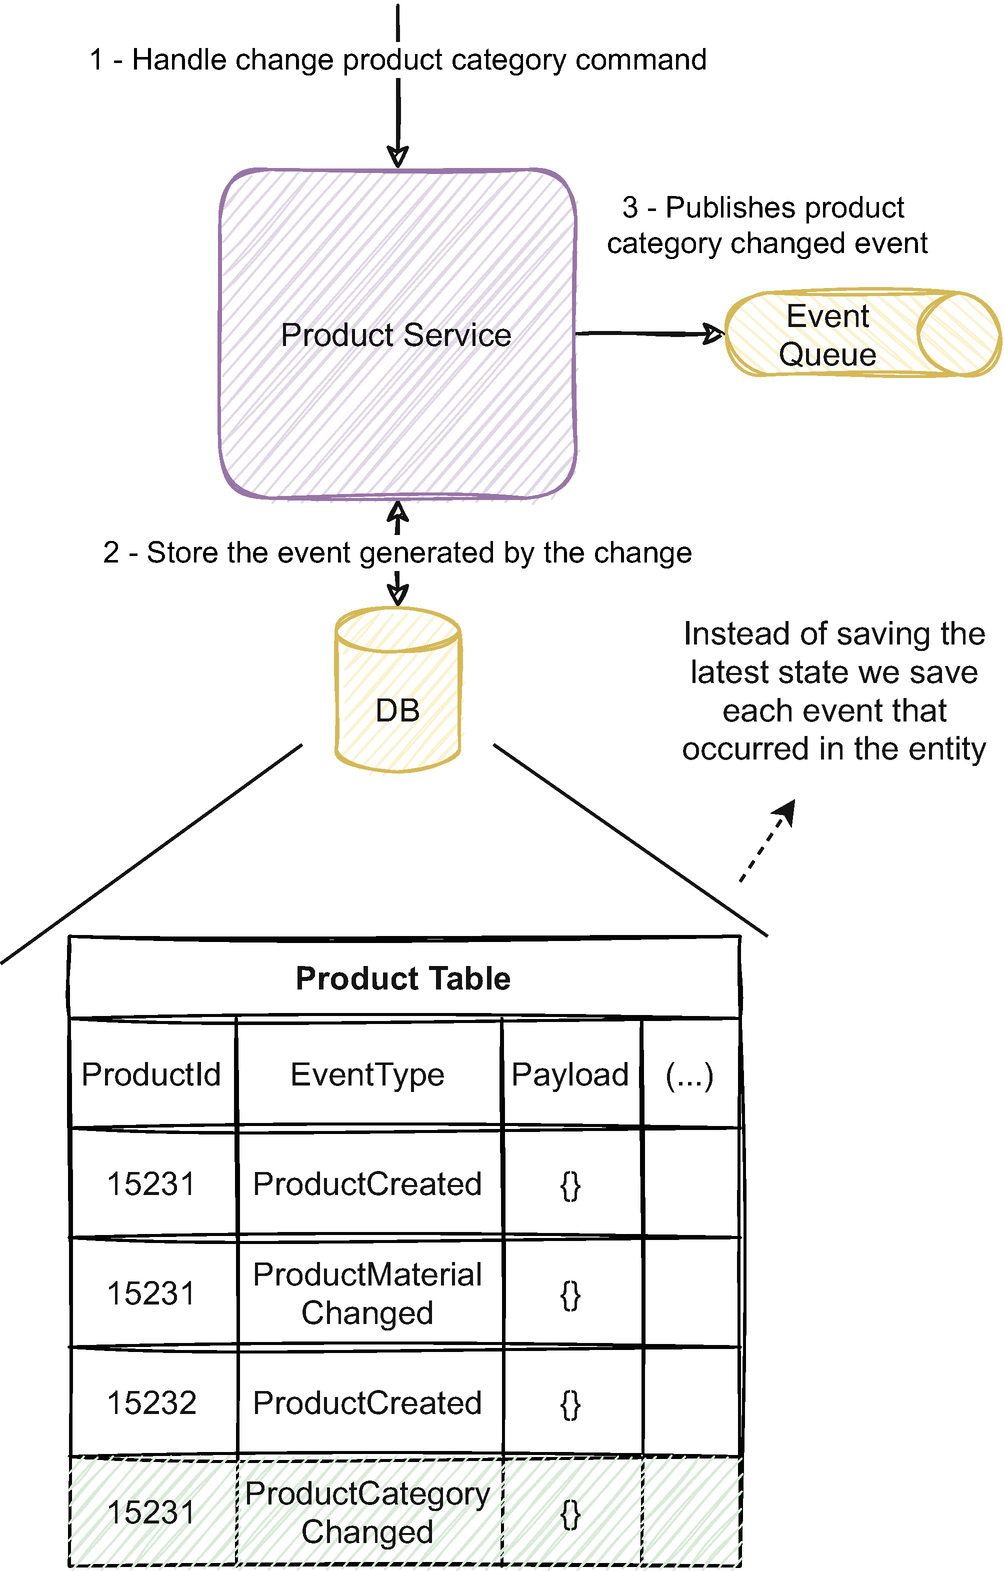 1 - Handle change product category command
3 - Publishes product
category changed event
Product Service
Event
Queue
2 - Store the event generated by the change
DB
Instead of saving the
latest state we save
each event that
occurred in the entity
Product Table
ProductId EventType Payload (...)
15231 ProductCreated {}
15231 ProductMaterial
Changed {}
15232 ProductCreated {}
15231 ProductCategory
Changed {}